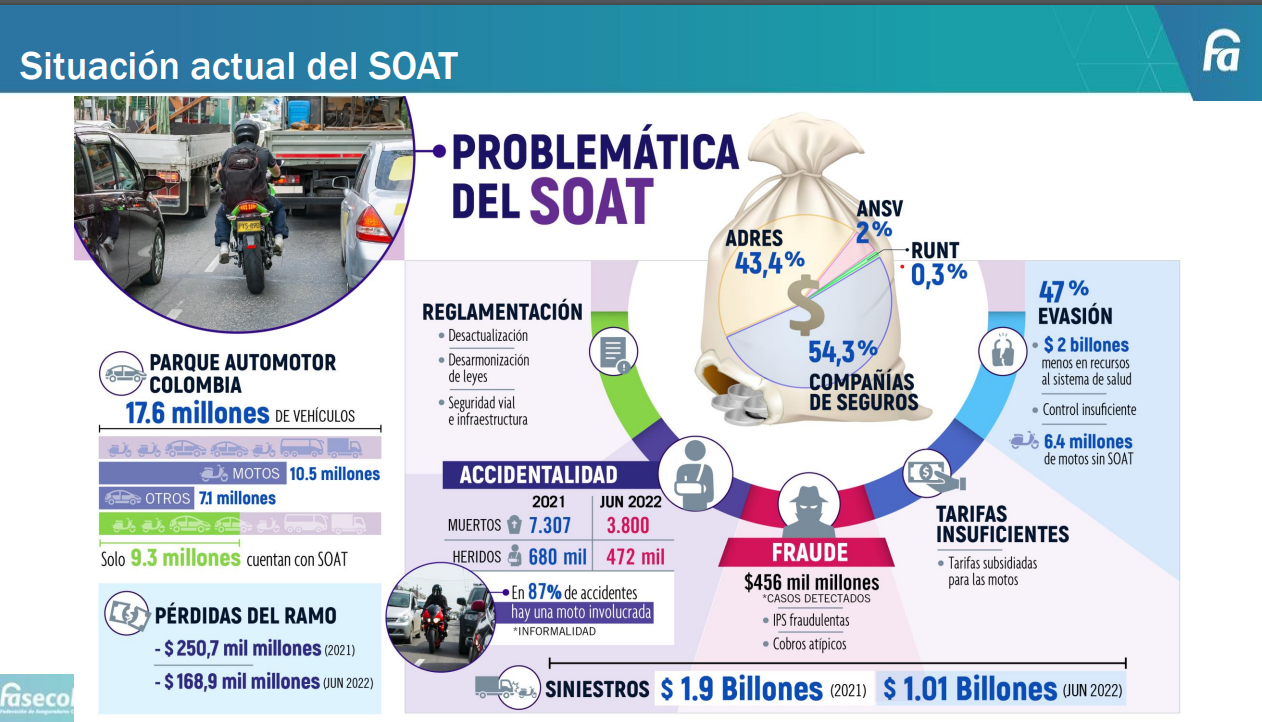 Situación actual del SOAT
fa
PROBLEMÁTICA
DEL SOAT
ADRES
43,4%
ANSV
2%
RUNT
0,3%
54,3%
COMPAÑÍAS
DE SEGUROS
REGLAMENTACIÓN
• Desactualización
• Desarmonización
de leyes
• Seguridad vial
e infraestructura
47 %
EVASIÓN
• $ 2 billones
menos en recursos
al sistema de salud
• Control insuficiente
• 6.4 millones
de motos sin SOAT
PARQUE AUTOMOTOR
COLOMBIA
17.6 millones DE VEHÍCULOS
MOTOS 10.5 millones
OTROS 7.1 millones
Solo 9.3 millones cuentan con SOAT
ACCIDENTALIDAD
2021 JUN 2022
MUERTOS 7.307 3.800
HERIDOS 680 mil 472 mil
• En 87% de accidentes
hay una moto involucrada
*INFORMALIDAD
FRAUDE
$456 mil millones
*CASOS DETECTADOS
• IPS fraudulentas
• Cobros atípicos
TARIFAS
INSUFICIENTES
• Tarifas subsidiadas
para las motos
PÉRDIDAS DEL RAMO
- $ 250,7 mil millones (2021)
- $ 168,9 mil millones (JUN 2022)
SINIESTROS $ 1.9 Billones (2021) $ 1.01 Billones (JUN 2022)
fasecol